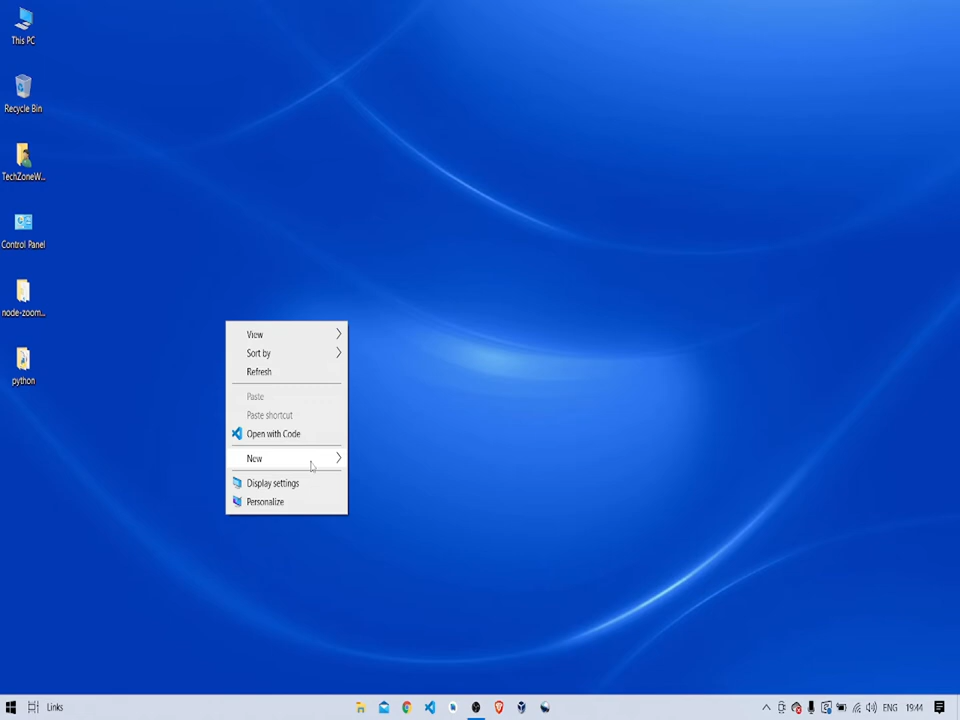 This PC
Recycle Bin
TechZoneW...
Control Panel
node-zoom...
python
View
Sort by
Refresh
Paste
Paste shortcut
Open with Code
New
Display settings
Personalize
Links
ENG
19:44